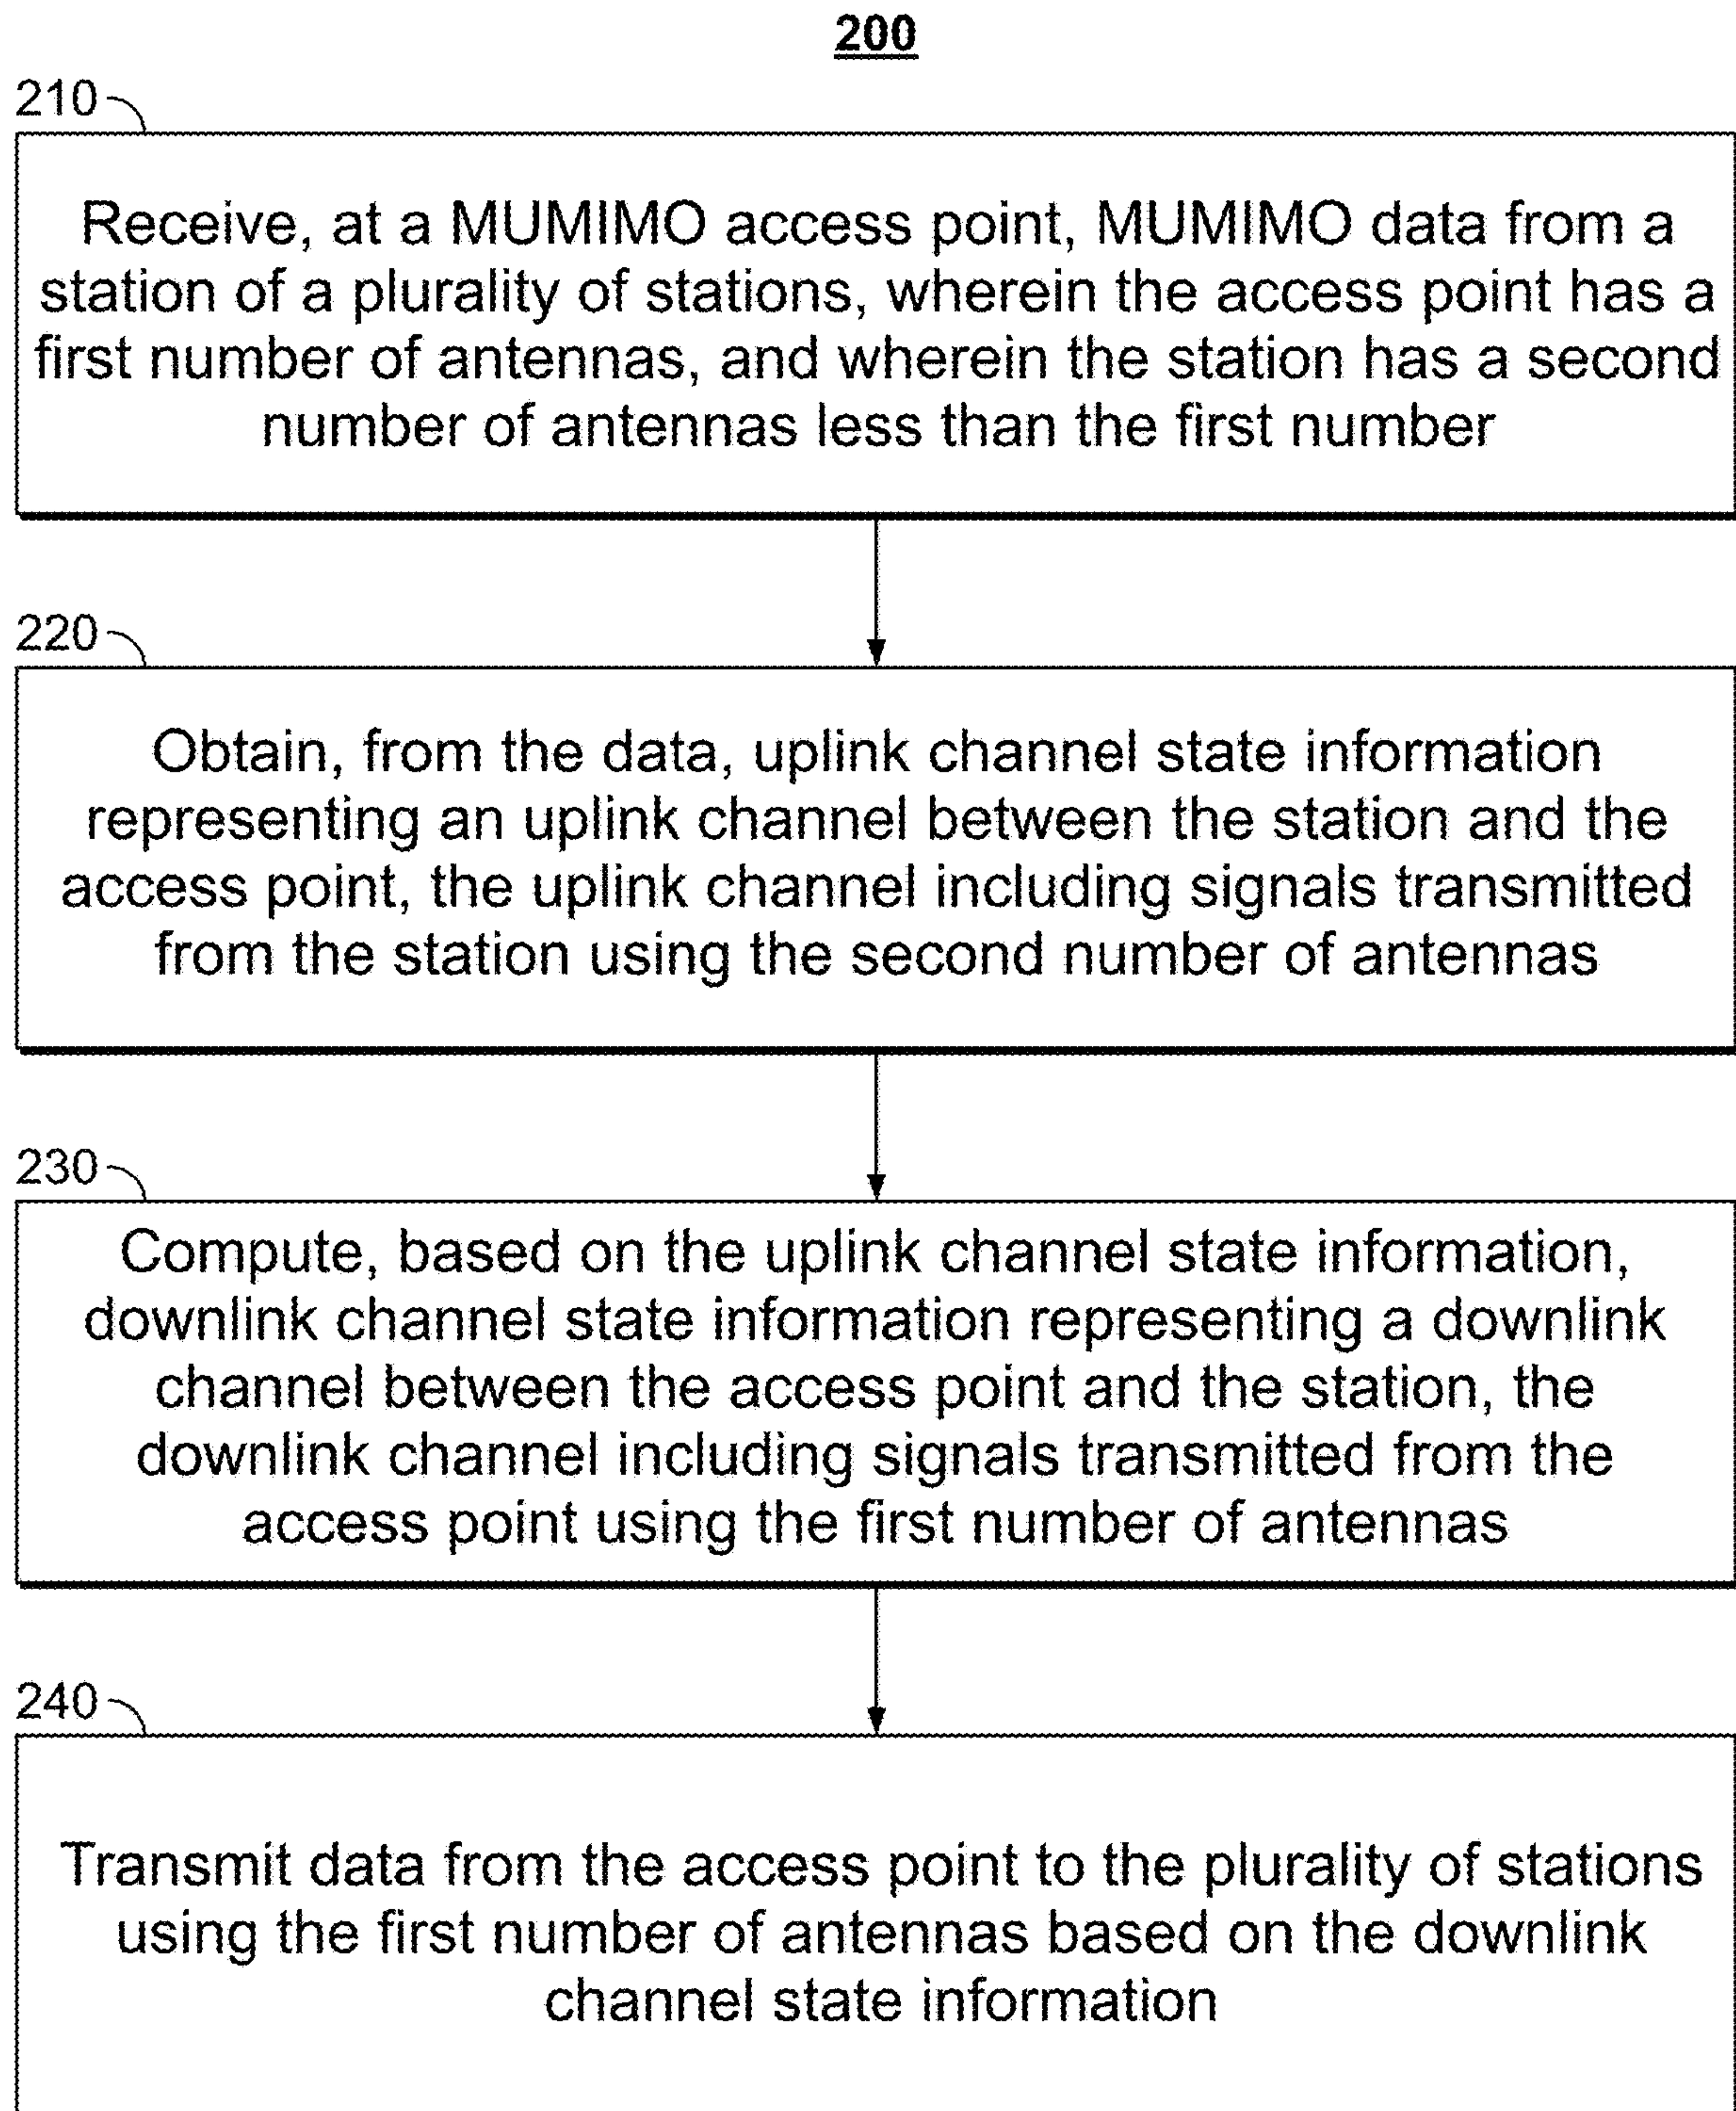 200
210
Receive, at a MUMIMO access point, MUMIMO data from a
station of a plurality of stations, wherein the access point has a
first number of antennas, and wherein the station has a second
number of antennas less than the first number
220
Obtain, from the data, uplink channel state information
representing an uplink channel between the station and the
access point, the uplink channel including signals transmitted
from the station using the second number of antennas
230
Compute, based on the uplink channel state information,
downlink channel state information representing a downlink
channel between the access point and the station, the
downlink channel including signals transmitted from the
access point using the first number of antennas
240
Transmit data from the access point to the plurality of stations
using the first number of antennas based on the downlink
channel state information